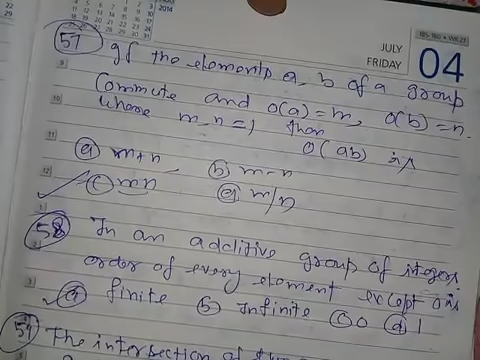 2014
JULY
FRIDAY
04
57 If the elements a, b of a group
Commute and o(a) = m, o(b) = n.
where m, n = 1 then
o(ab) is
(a) m+n (b) m-n
(c) mn (d) m/n
58 In an additive group of integers
order of every element except 0 is
(a) finite (b) Infinite (c) 0 (d) 1
59 The intersection of